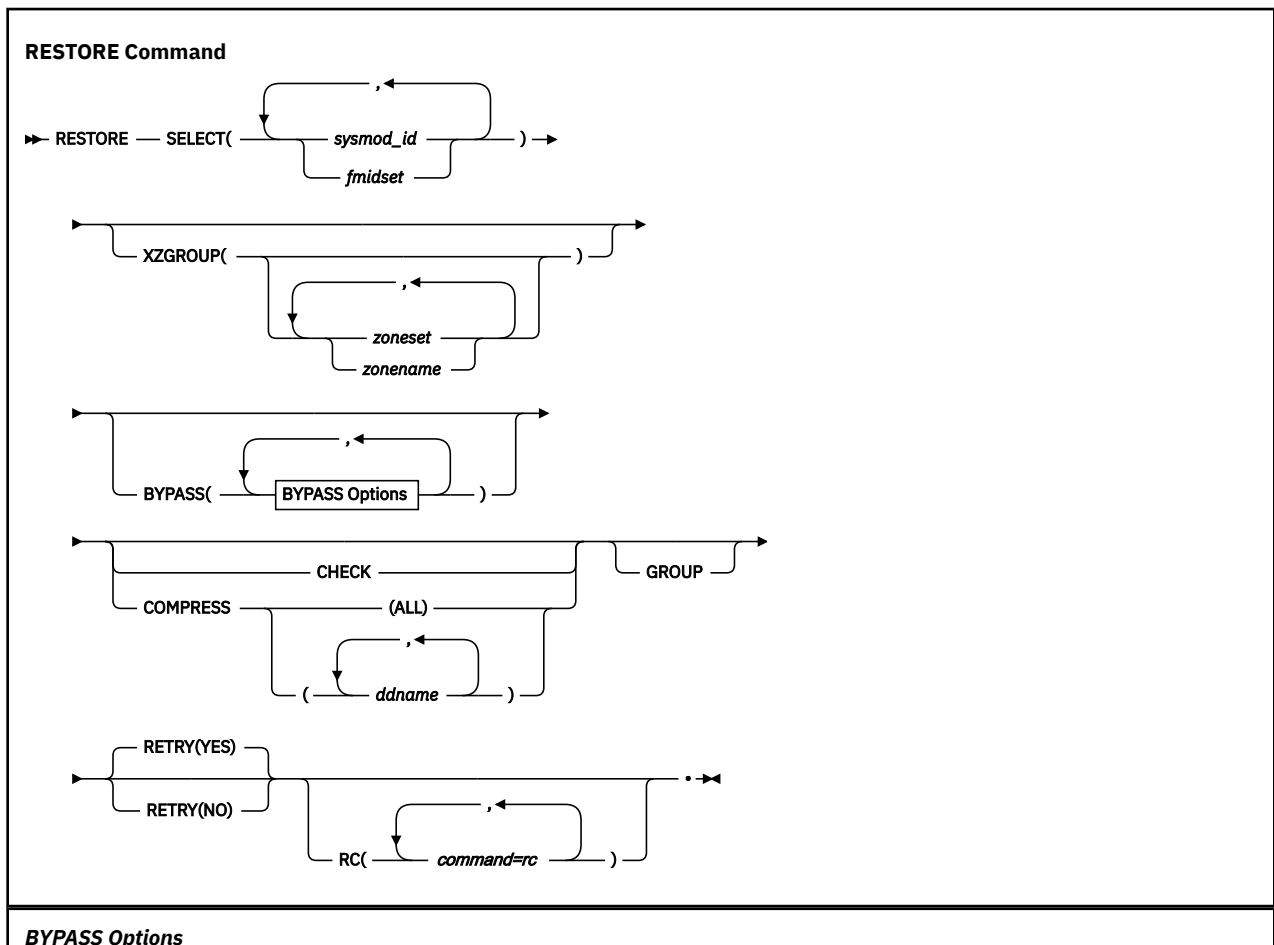 RESTORE Command
,
RESTORE SELECT( sysmod_id )
fmidset
XZGROUP( )
,
zoneset
zonename
,
BYPASS( BYPASS Options )
CHECK
GROUP
COMPRESS (ALL)
,
( ddname )
RETRY(YES)
.
RETRY(NO)
,
RC( command=rc )
BYPASS Options